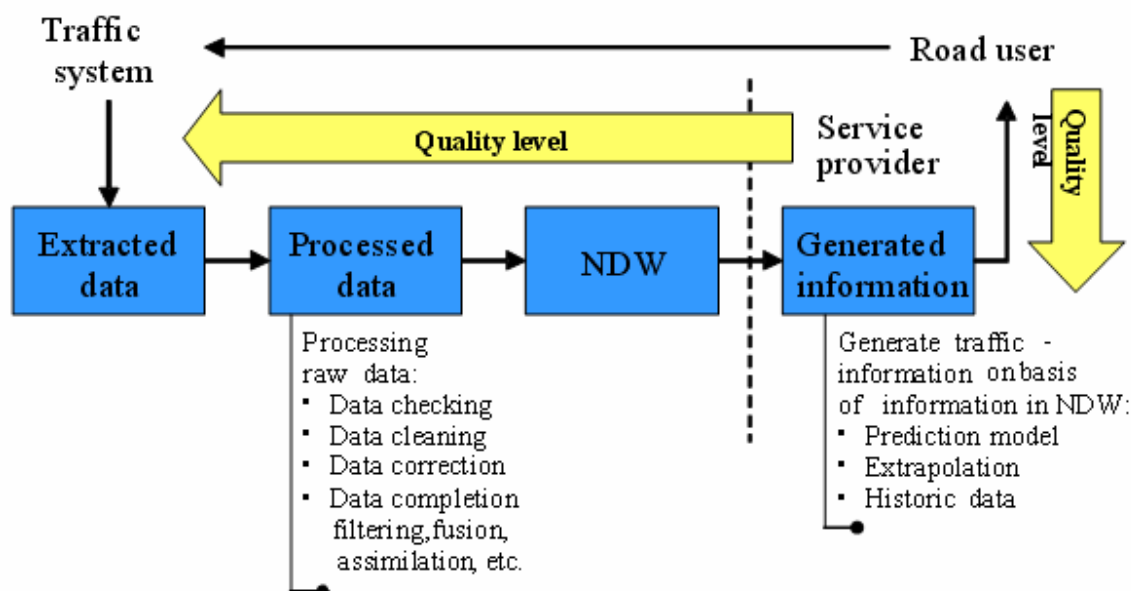 Traffic
system
Road user
Quality level
Service
provider
Quality
level
Extracted
data
Processed
data
NDW
Generated
information
Processing
raw data:
▪ Data checking
▪ Data cleaning
▪ Data correction
▪ Data completion
filtering,fusion,
assimilation, etc.
Generate traffic -
information on basis
of information in NDW:
▪ Prediction model
▪ Extrapolation
▪ Historic data